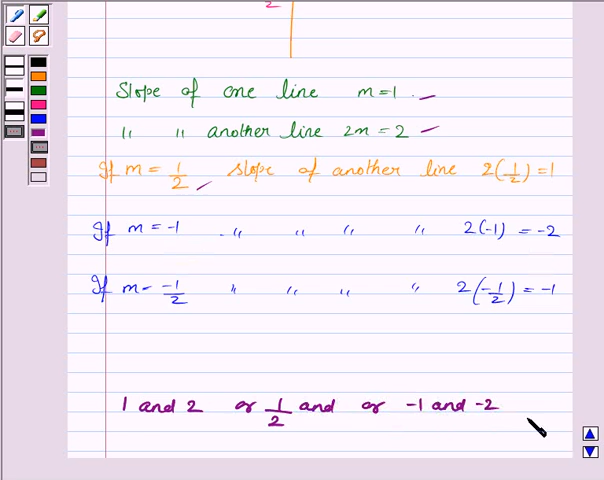 2
Slope of one line m=1
" " another line 2m=2
If m = 1/2 slope of another line 2(1/2)=1
If m = -1 " " " " 2(-1) = -2
If m = -1/2 " " " " 2(-1/2) = -1
1 and 2 or 1/2 and or -1 and -2